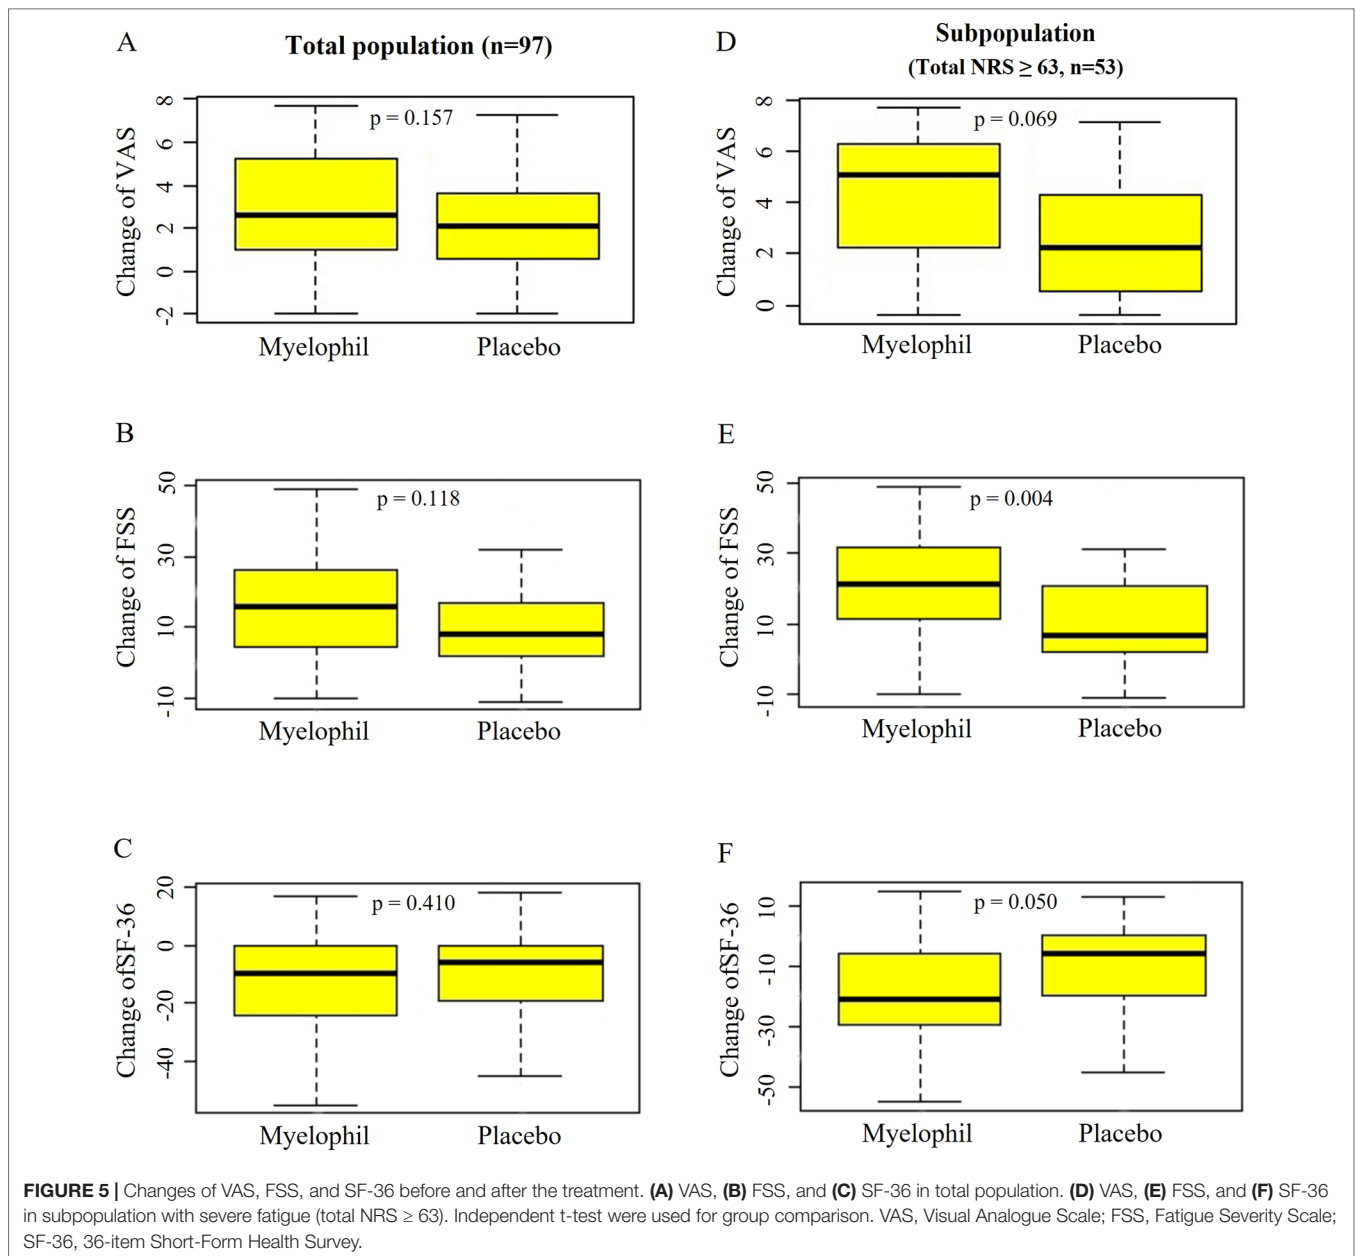 A
Total population (n=97)
8
6
4
2
0
-2
Change of VAS
p = 0.157
Myelophil
Placebo
D
Subpopulation
(Total NRS ≥ 63, n=53)
8
6
4
2
0
Change of VAS
p = 0.069
Myelophil
Placebo
B
50
30
10
-10
Change of FSS
p = 0.118
Myelophil
Placebo
E
50
30
10
-10
Change of FSS
p = 0.004
Myelophil
Placebo
C
20
0
-20
-40
Change ofSF-36
p = 0.410
Myelophil
Placebo
F
10
-10
-30
-50
Change ofSF-36
p = 0.050
Myelophil
Placebo
FIGURE 5 | Changes of VAS, FSS, and SF-36 before and after the treatment. (A) VAS, (B) FSS, and (C) SF-36 in total population. (D) VAS, (E) FSS, and (F) SF-36
in subpopulation with severe fatigue (total NRS ≥ 63). Independent t-test were used for group comparison. VAS, Visual Analogue Scale; FSS, Fatigue Severity Scale;
SF-36, 36-item Short-Form Health Survey.